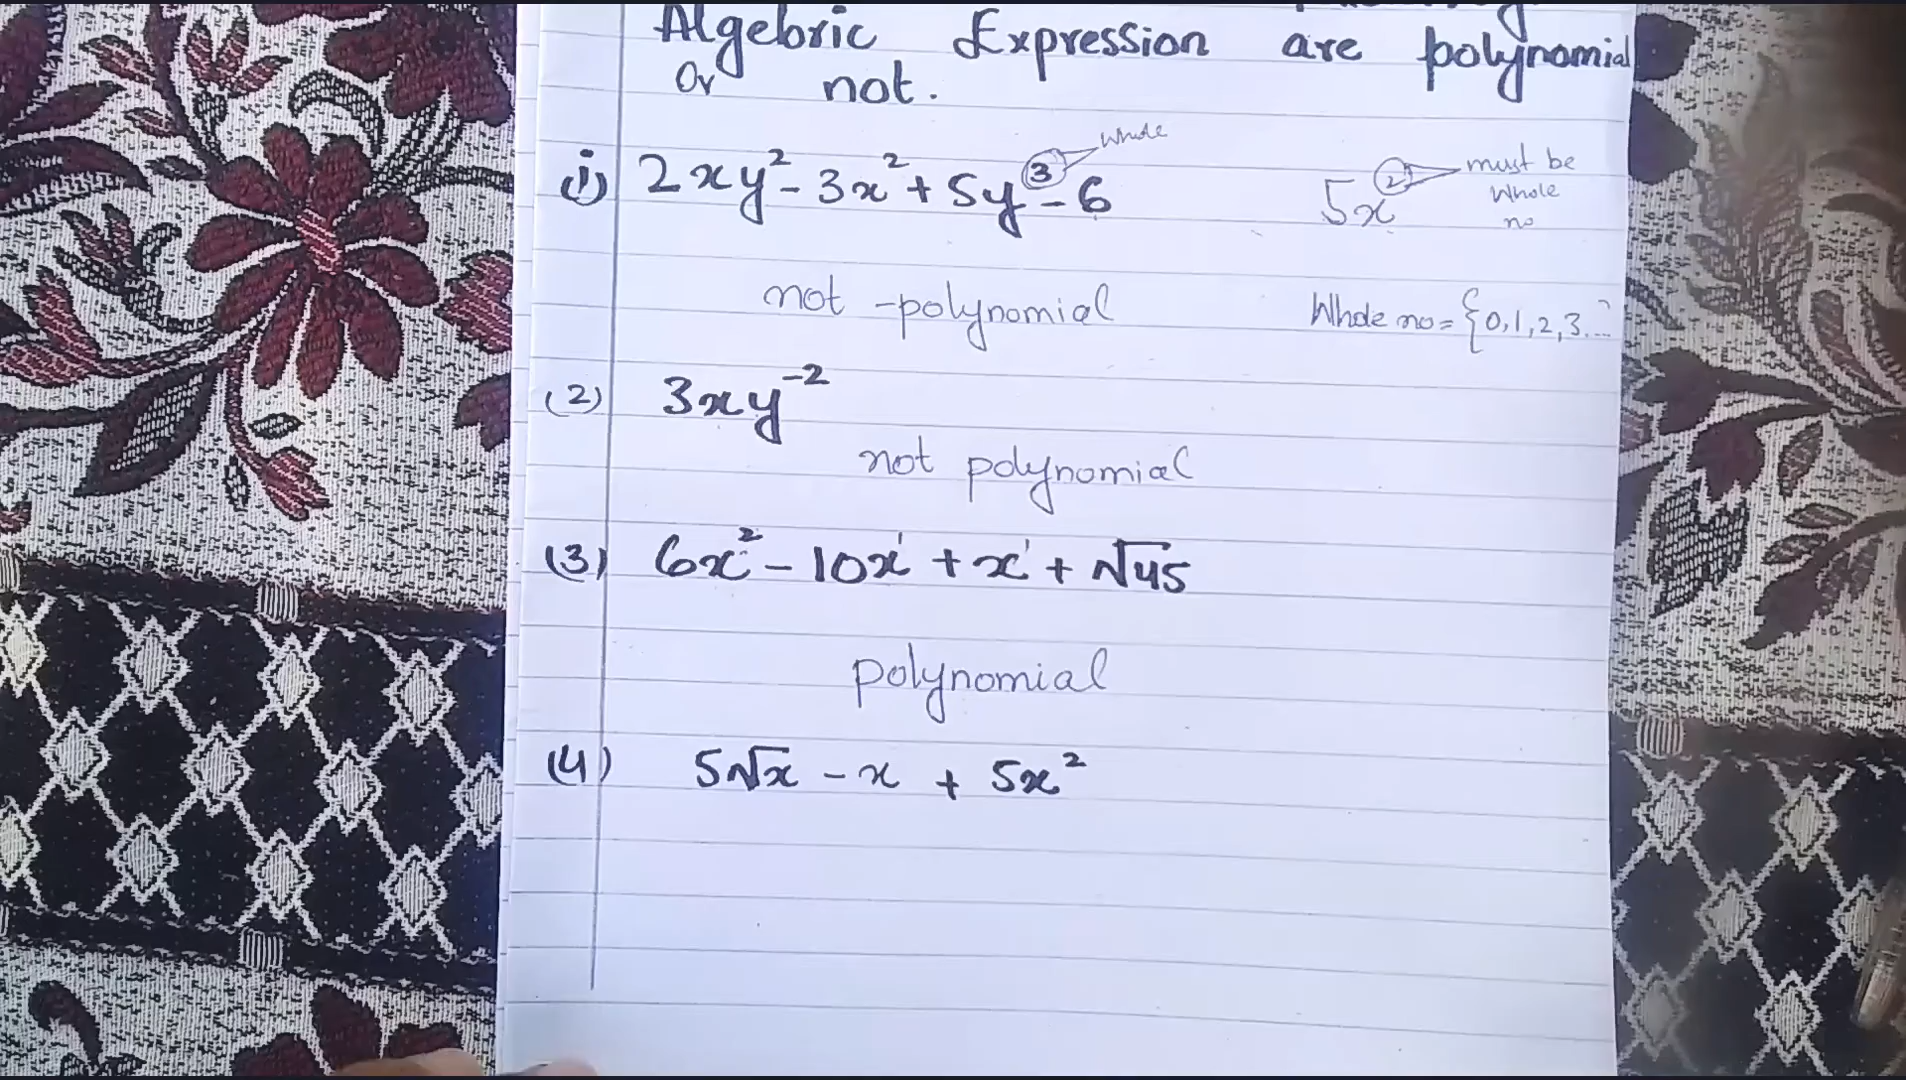 Algebric Expression are polynomial
Or not.
(i) 2xy² - 3x² + 5y³ - 6
whole
5x² must be
whole
no
not - polynomial
Whole no = {0,1,2,3...
(2) 3xy⁻²
not polynomial
(3) 6x² - 10x¹ + x¹ + √45
polynomial
(4) 5√x - x + 5x²